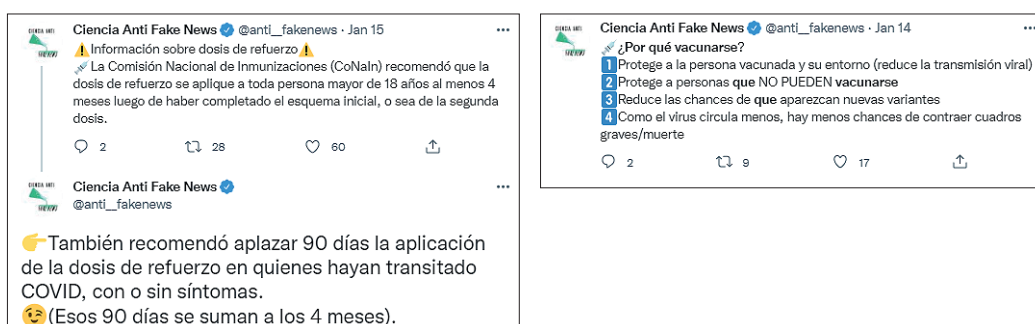 Ciencia Anti Fake News @anti__fakenews · Jan 15
⚠️Información sobre dosis de refuerzo⚠️
💉La Comisión Nacional de Inmunizaciones (CoNaIn) recomendó que la
dosis de refuerzo se aplique a toda persona mayor de 18 años al menos 4
meses luego de haber completado el esquema inicial, o sea de la segunda
dosis.
2 28 60
Ciencia Anti Fake News
@anti__fakenews
👉También recomendó aplazar 90 días la aplicación
de la dosis de refuerzo en quienes hayan transitado
COVID, con o sin síntomas.
😉(Esos 90 días se suman a los 4 meses).
Ciencia Anti Fake News @anti__fakenews · Jan 14
💉¿Por qué vacunarse?
1️⃣Protege a la persona vacunada y su entorno (reduce la transmisión viral)
2️⃣Protege a personas que NO PUEDEN vacunarse
3️⃣Reduce las chances de que aparezcan nuevas variantes
4️⃣Como el virus circula menos, hay menos chances de contraer cuadros
graves/muerte
2 9 17